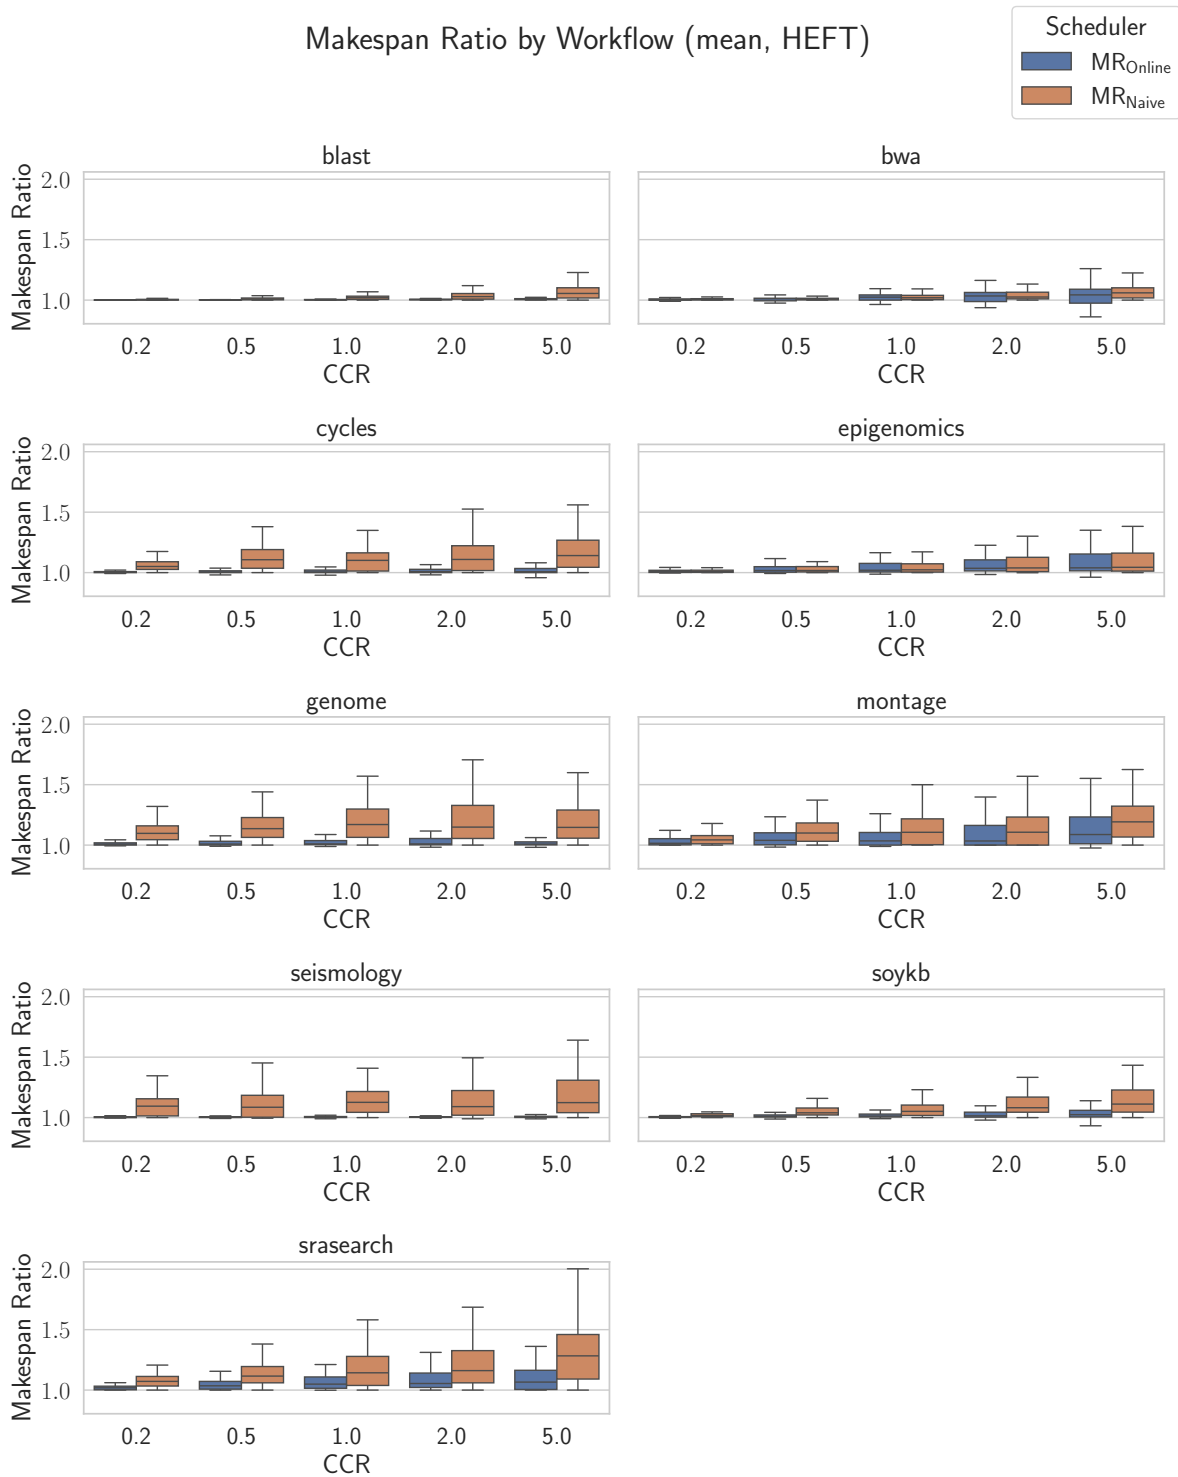 Makespan Ratio by Workflow (mean, HEFT)
Scheduler
MR_Online
MR_Naive
blast
bwa
Makespan Ratio
2.0
1.5
1.0
0.2 0.5 1.0 2.0 5.0
0.2 0.5 1.0 2.0 5.0
CCR
CCR
cycles
epigenomics
Makespan Ratio
2.0
1.5
1.0
0.2 0.5 1.0 2.0 5.0
0.2 0.5 1.0 2.0 5.0
CCR
CCR
genome
montage
Makespan Ratio
2.0
1.5
1.0
0.2 0.5 1.0 2.0 5.0
0.2 0.5 1.0 2.0 5.0
CCR
CCR
seismology
soykb
Makespan Ratio
2.0
1.5
1.0
0.2 0.5 1.0 2.0 5.0
0.2 0.5 1.0 2.0 5.0
CCR
CCR
srasearch
Makespan Ratio
2.0
1.5
1.0
0.2 0.5 1.0 2.0 5.0
CCR